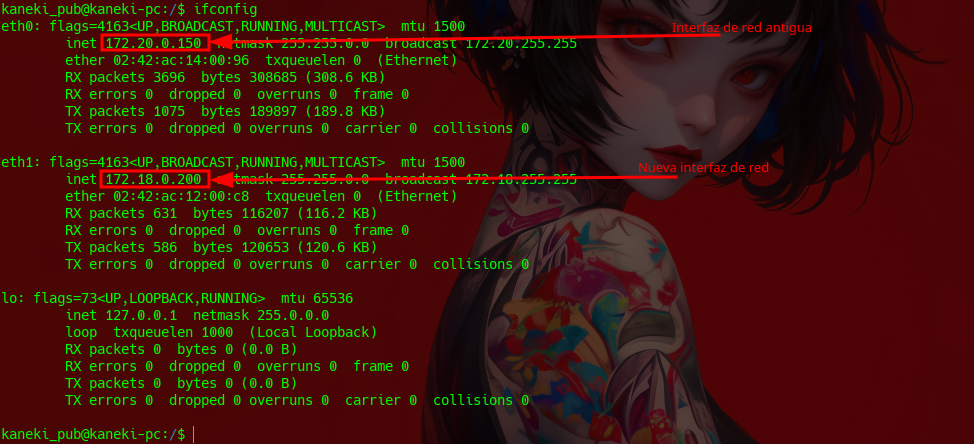 kaneki_pub@kaneki-pc:/$ ifconfig
eth0: flags=4163<UP,BROADCAST,RUNNING,MULTICAST>  mtu 1500
Interfaz de red antigua
inet 172.20.0.150  netmask 255.255.0.0  broadcast 172.20.255.255
ether 02:42:ac:14:00:96  txqueuelen 0  (Ethernet)
RX packets 3696  bytes 308685 (308.6 KB)
RX errors 0  dropped 0  overruns 0  frame 0
TX packets 1075  bytes 189897 (189.8 KB)
TX errors 0  dropped 0 overruns 0  carrier 0  collisions 0
eth1: flags=4163<UP,BROADCAST,RUNNING,MULTICAST>  mtu 1500
Nueva interfaz de red
inet 172.18.0.200  netmask 255.255.0.0  broadcast 172.18.255.255
ether 02:42:ac:12:00:c8  txqueuelen 0  (Ethernet)
RX packets 631  bytes 116207 (116.2 KB)
RX errors 0  dropped 0  overruns 0  frame 0
TX packets 586  bytes 120653 (120.6 KB)
TX errors 0  dropped 0 overruns 0  carrier 0  collisions 0
lo: flags=73<UP,LOOPBACK,RUNNING>  mtu 65536
inet 127.0.0.1  netmask 255.0.0.0
loop  txqueuelen 1000  (Local Loopback)
RX packets 0  bytes 0 (0.0 B)
RX errors 0  dropped 0  overruns 0  frame 0
TX packets 0  bytes 0 (0.0 B)
TX errors 0  dropped 0 overruns 0  carrier 0  collisions 0
kaneki_pub@kaneki-pc:/$